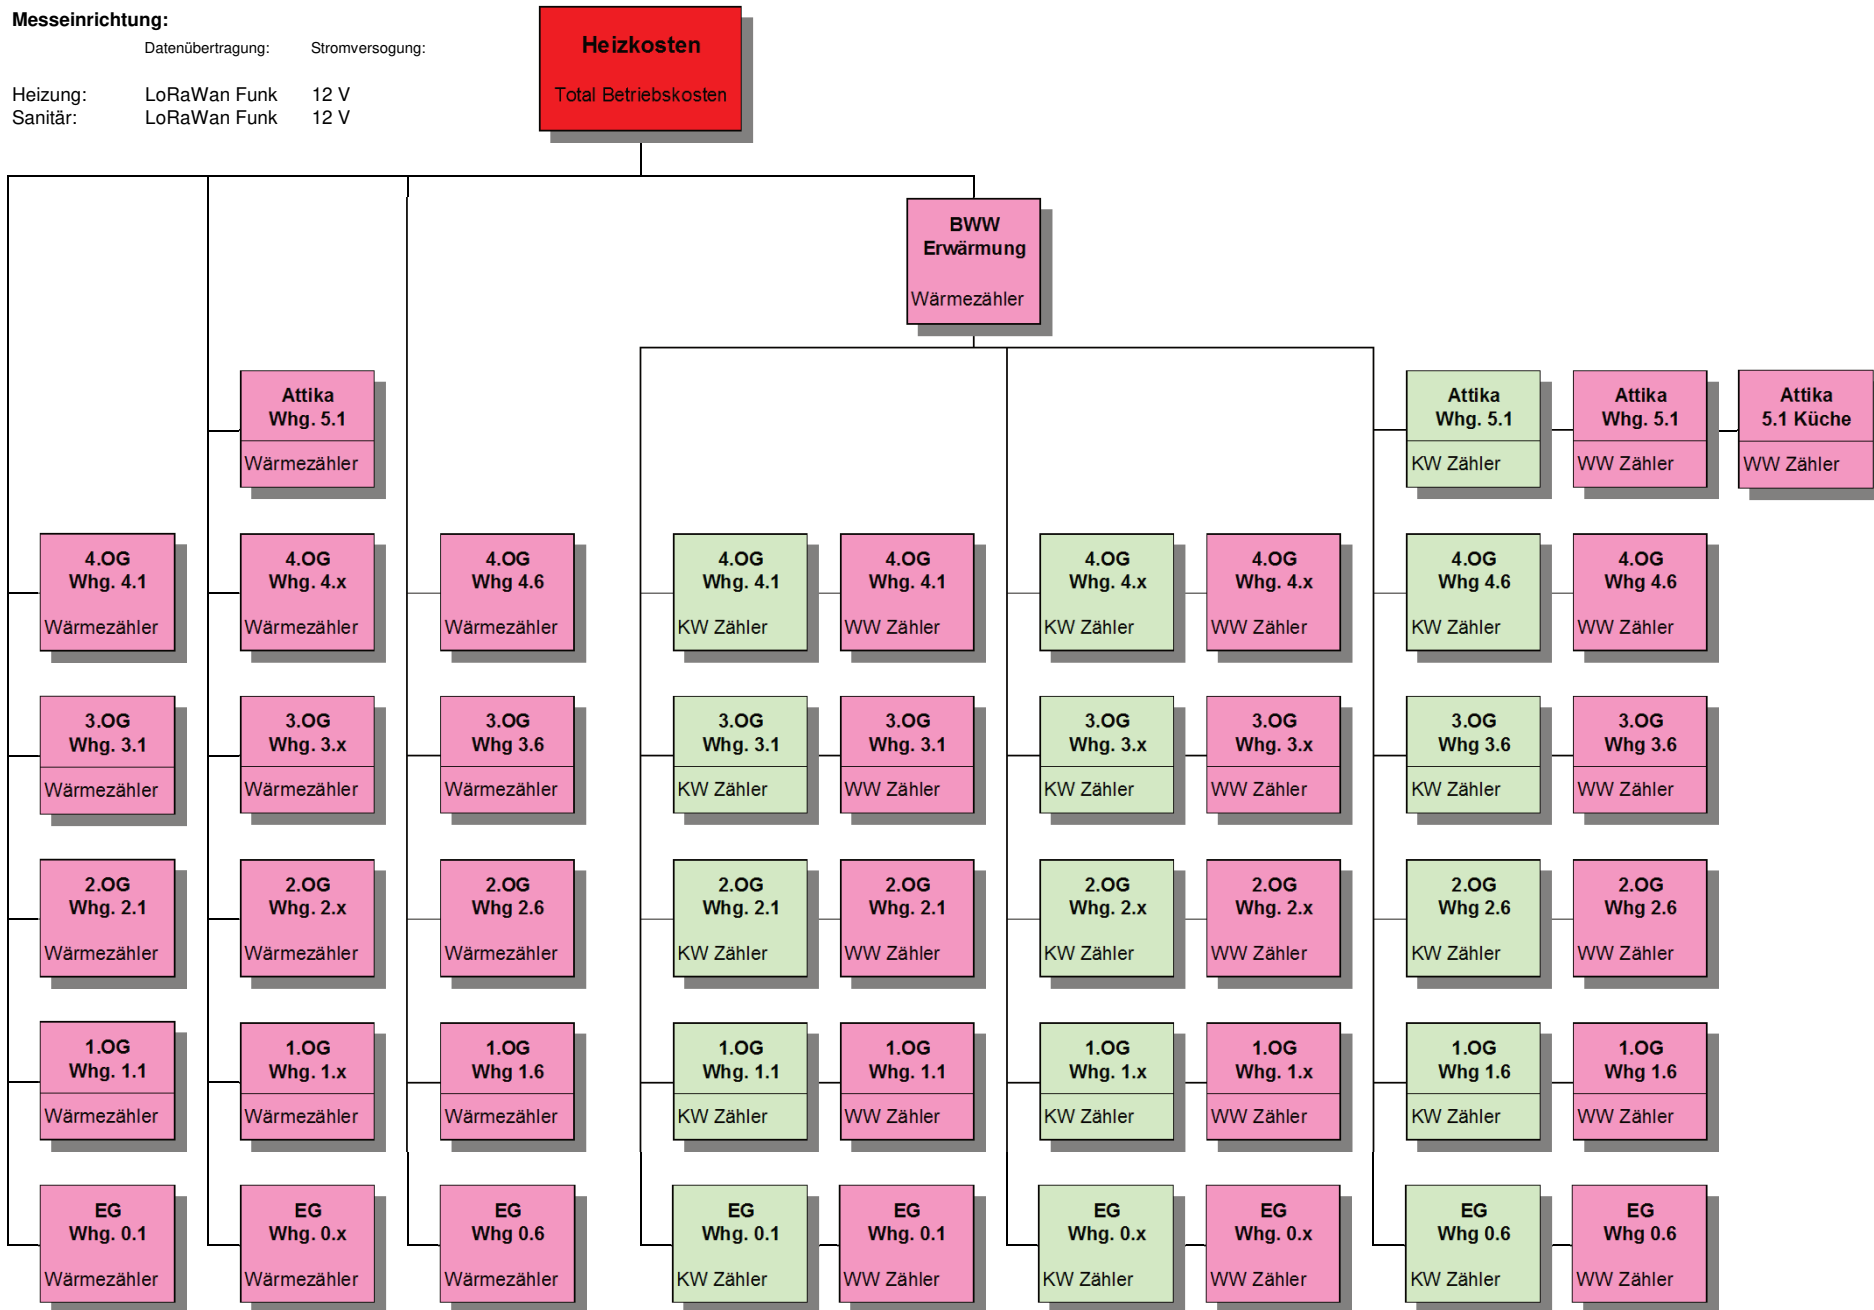 Messeinrichtung:
Datenübertragung: Stromversogung:
Heizung: LoRaWan Funk 12 V
Sanitär: LoRaWan Funk 12 V
Heizkosten
Total Betriebskosten
BWW
Erwärmung
Wärmezähler
Attika Attika Attika Attika
Whg. 5.1 Whg. 5.1 Whg. 5.1 5.1 Küche
Wärmezähler KW Zähler WW Zähler WW Zähler
4.OG 4.OG 4.OG 4.OG 4.OG 4.OG 4.OG 4.OG 4.OG
Whg. 4.1 Whg. 4.x Whg 4.6 Whg. 4.1 Whg. 4.1 Whg. 4.x Whg. 4.x Whg 4.6 Whg 4.6
Wärmezähler Wärmezähler Wärmezähler KW Zähler WW Zähler KW Zähler WW Zähler KW Zähler WW Zähler
3.OG 3.OG 3.OG 3.OG 3.OG 3.OG 3.OG 3.OG 3.OG
Whg. 3.1 Whg. 3.x Whg 3.6 Whg. 3.1 Whg. 3.1 Whg. 3.x Whg. 3.x Whg 3.6 Whg 3.6
Wärmezähler Wärmezähler Wärmezähler KW Zähler WW Zähler KW Zähler WW Zähler KW Zähler WW Zähler
2.OG 2.OG 2.OG 2.OG 2.OG 2.OG 2.OG 2.OG 2.OG
Whg. 2.1 Whg. 2.x Whg 2.6 Whg. 2.1 Whg. 2.1 Whg. 2.x Whg. 2.x Whg 2.6 Whg 2.6
Wärmezähler Wärmezähler Wärmezähler KW Zähler WW Zähler KW Zähler WW Zähler KW Zähler WW Zähler
1.OG 1.OG 1.OG 1.OG 1.OG 1.OG 1.OG 1.OG 1.OG
Whg. 1.1 Whg. 1.x Whg 1.6 Whg. 1.1 Whg. 1.1 Whg. 1.x Whg. 1.x Whg 1.6 Whg 1.6
Wärmezähler Wärmezähler Wärmezähler KW Zähler WW Zähler KW Zähler WW Zähler KW Zähler WW Zähler
EG EG EG EG EG EG EG EG EG
Whg. 0.1 Whg. 0.x Whg 0.6 Whg. 0.1 Whg. 0.1 Whg. 0.x Whg. 0.x Whg 0.6 Whg 0.6
Wärmezähler Wärmezähler Wärmezähler KW Zähler WW Zähler KW Zähler WW Zähler KW Zähler WW Zähler